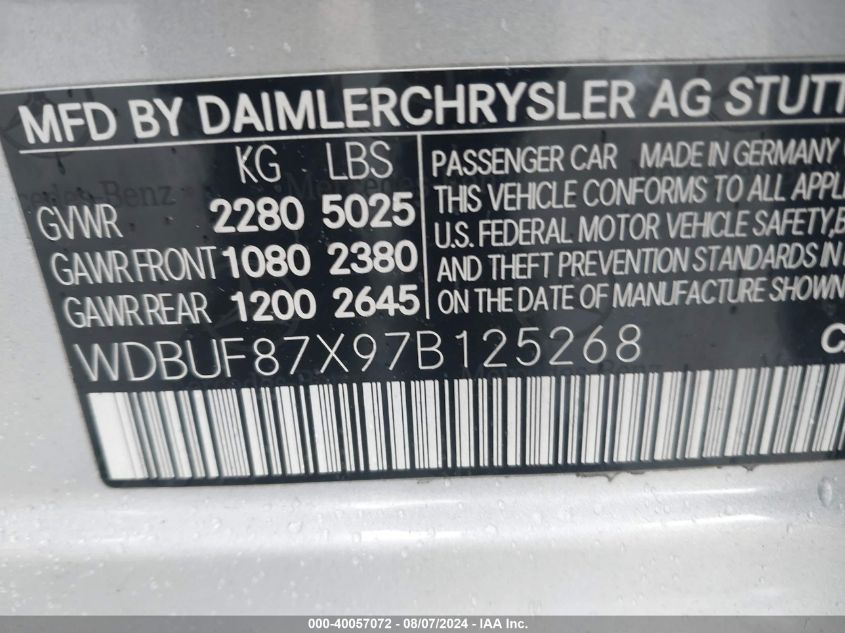 MFD BY DAIMLERCHRYSLER AG STUTT
KG LBS
GVWR 2280 5025
GAWR FRONT 1080 2380
GAWR REAR 1200 2645
PASSENGER CAR MADE IN GERMANY
THIS VEHICLE CONFORMS TO ALL APPL
U.S. FEDERAL MOTOR VEHICLE SAFETY, B
AND THEFT PREVENTION STANDARDS IN
ON THE DATE OF MANUFACTURE SHOWN
WDBUF87X97B125268
000-40057072 — 08/07/2024 — IAA Inc.